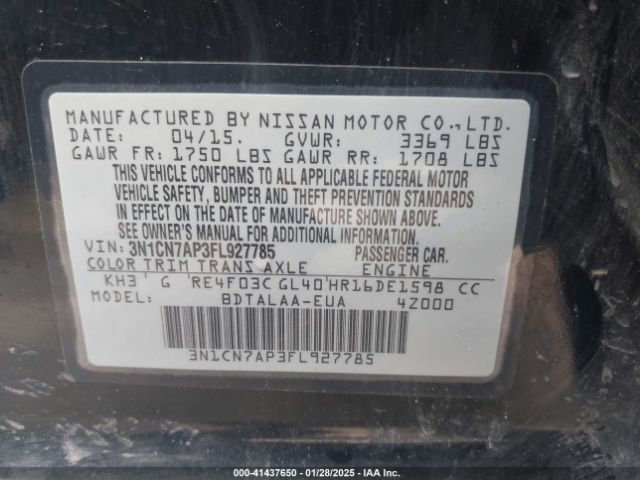 MANUFACTURED BY NISSAN MOTOR CO., LTD.
DATE: 04/15. GVWR: 3369 LBS
GAWR FR: 1750 LBS GAWR RR: 1708 LBS
THIS VEHICLE CONFORMS TO ALL APPLICABLE FEDERAL MOTOR
VEHICLE SAFETY, BUMPER AND THEFT PREVENTION STANDARDS
IN EFFECT ON THE DATE OF MANUFACTURE SHOWN ABOVE.
SEE OWNER'S MANUAL FOR ADDITIONAL INFORMATION.
VIN: 3N1CN7AP3FL927785 PASSENGER CAR.
COLOR TRIM TRANS AXLE ENGINE
KH3 G RE4F03C GL40 HR16DE1598 CC
MODEL: BDTALAA-EUA 4Z000
3N1CN7AP3FL927785
000-41437650 | 01/28/2025 - IAA Inc.